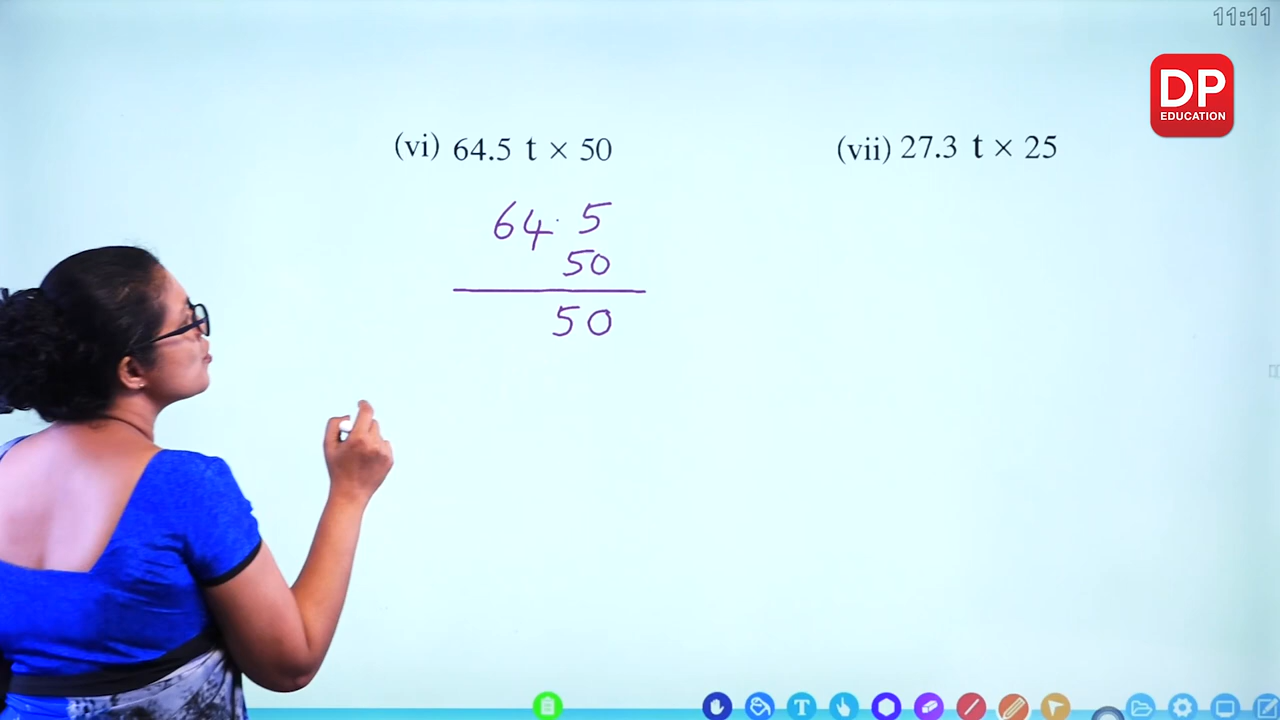 11:11
DP
EDUCATION
(vi) 64.5 t × 50
(vii) 27.3 t × 25
64.5
50
50